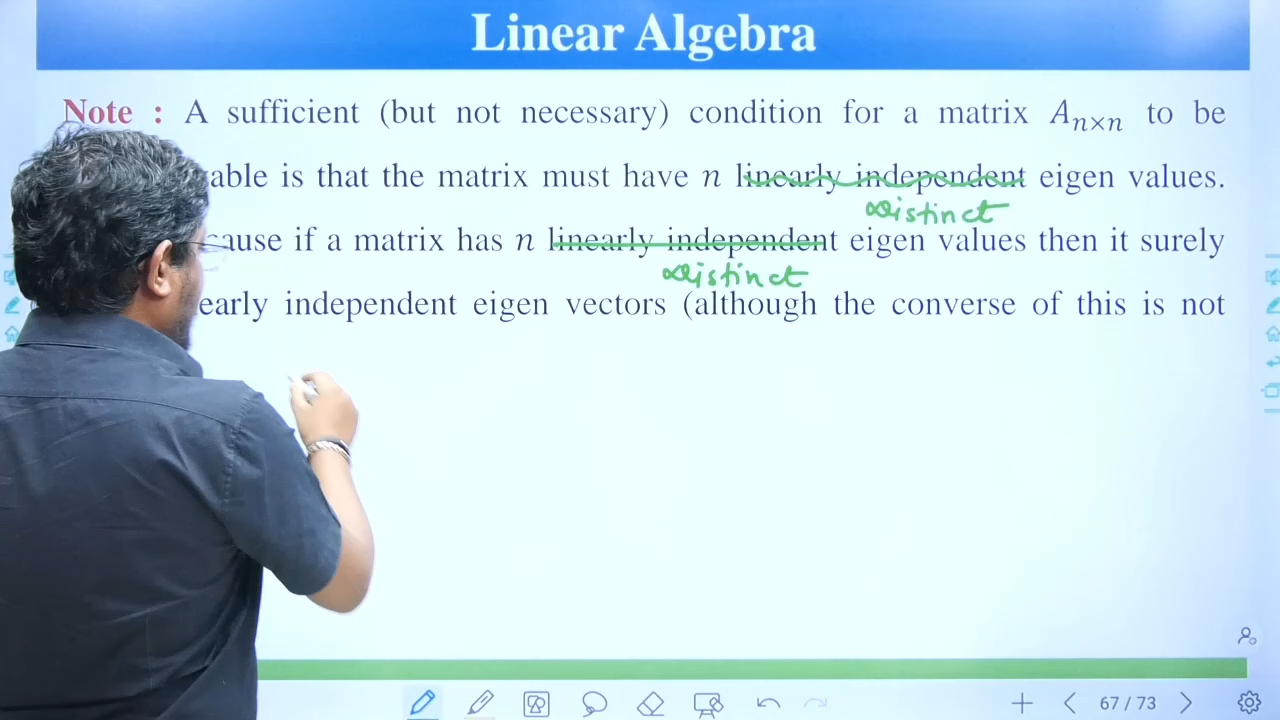 Linear Algebra
Note : A sufficient (but not necessary) condition for a matrix Aₙₓₙ to be
able is that the matrix must have n linearly independent eigen values.
Distinct
cause if a matrix has n linearly independent eigen values then it surely
Distinct
early independent eigen vectors (although the converse of this is not
67 / 73